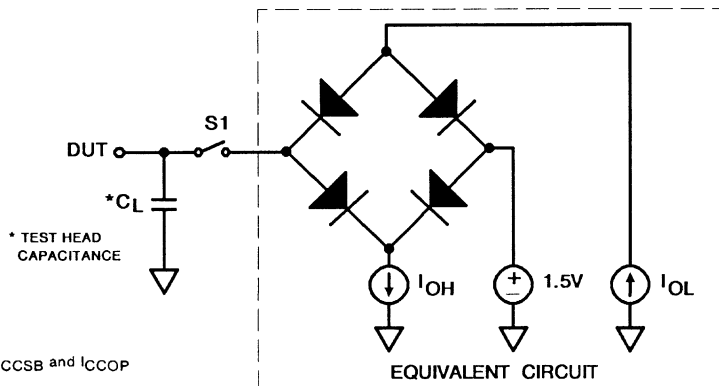 S1
DUT
*CL
* TEST HEAD
CAPACITANCE
IOH
+
−
1.5V
IOL
CCSB and ICCOP
EQUIVALENT CIRCUIT